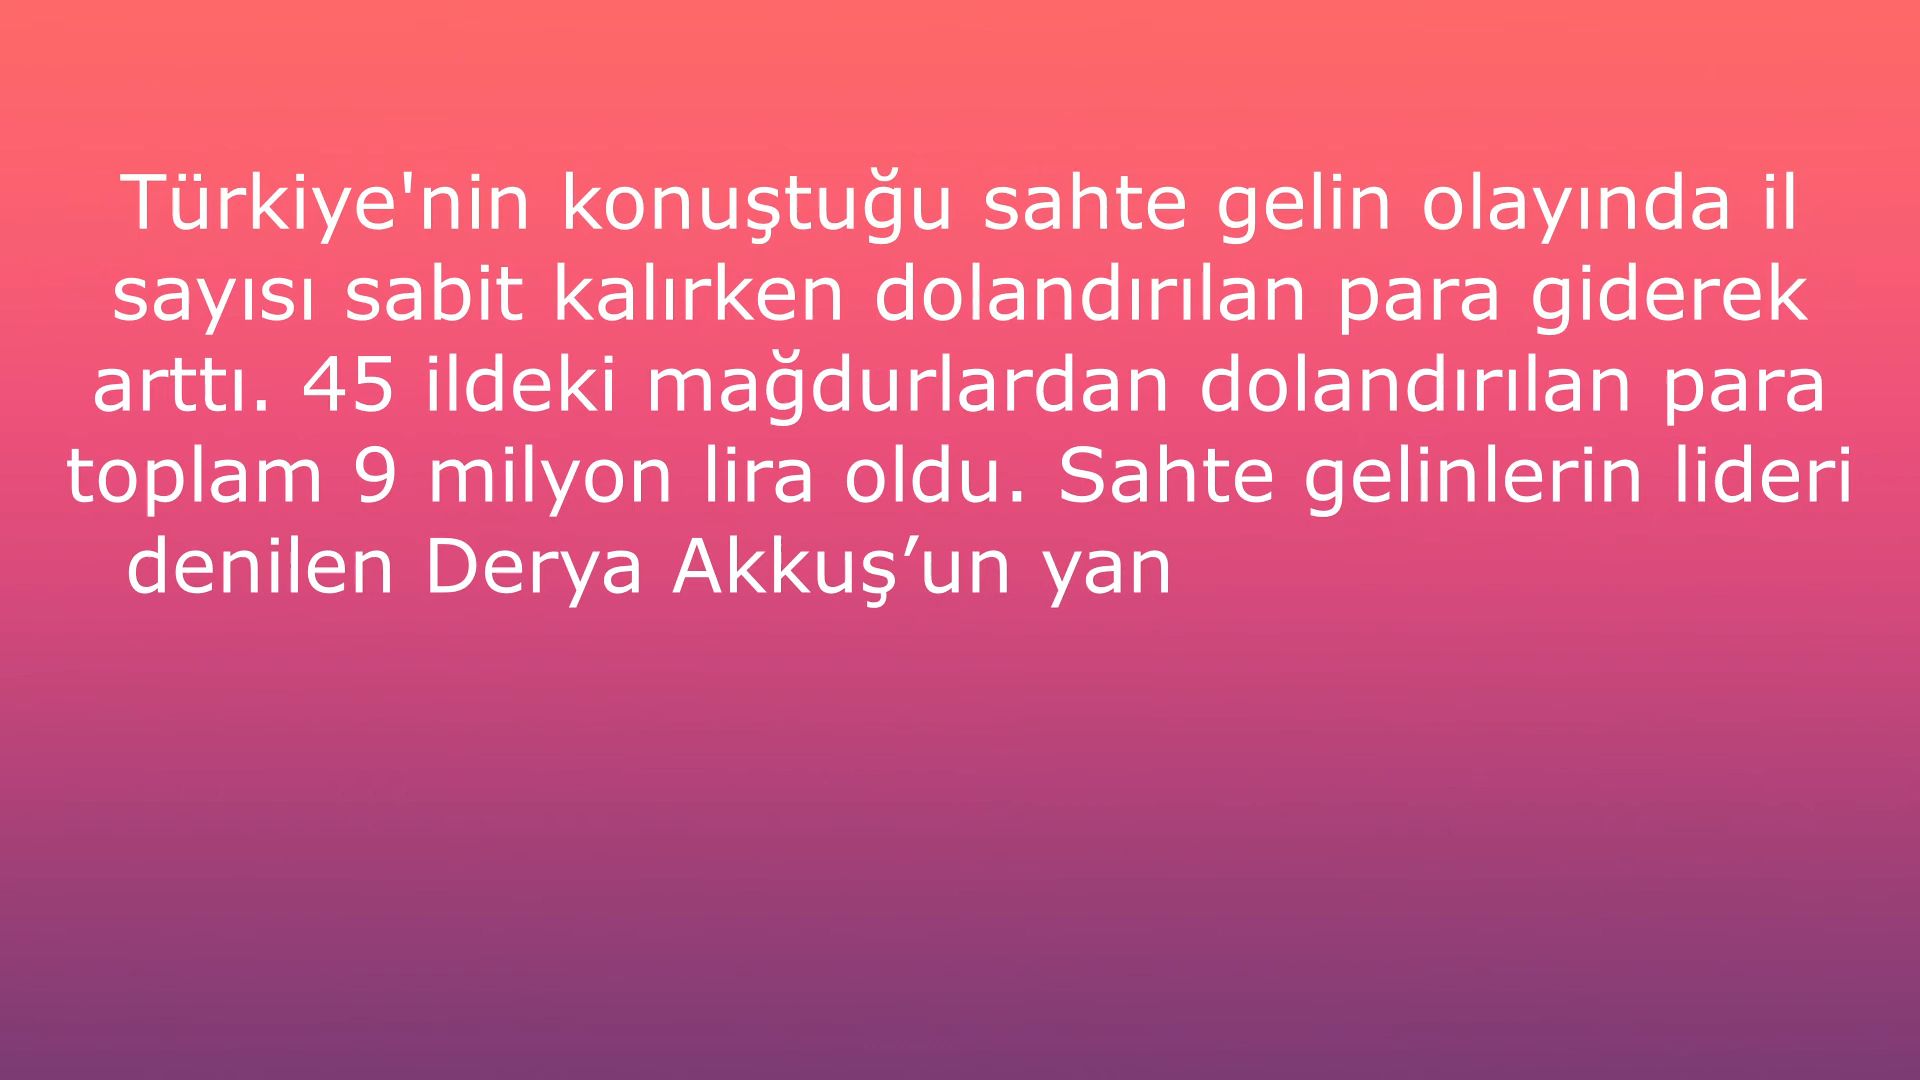 Türkiye'nin konuştuğu sahte gelin olayında il
sayısı sabit kalırken dolandırılan para giderek
arttı. 45 ildeki mağdurlardan dolandırılan para
toplam 9 milyon lira oldu. Sahte gelinlerin lideri
denilen Derya Akkuş’un yan